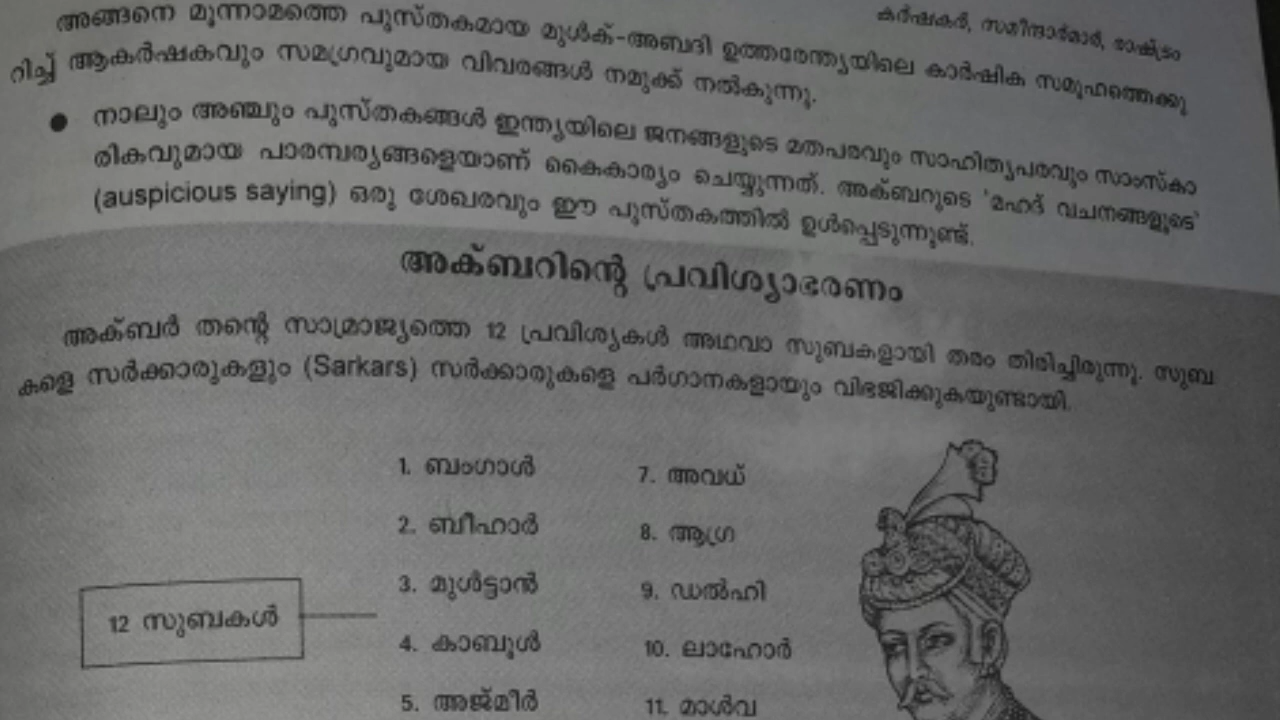 കർഷകർ, സമീന്ദാർമാർ, രാഷ്ട്രം
അങ്ങനെ മൂന്നാമത്തെ പുസ്തകമായ മുൾക്-അബദി ഉത്തരേന്ത്യയിലെ കാർഷിക സമൂഹത്തെക്കു
റിച്ച് ആകർഷകവും സമഗ്രവുമായ വിവരങ്ങൾ നമുക്ക് നൽകുന്നു.
● നാലും അഞ്ചും പുസ്തകങ്ങൾ ഇന്ത്യയിലെ ജനങ്ങളുടെ മതപരവും സാഹിത്യപരവും സാംസ്കാ
രികവുമായ പാരമ്പര്യങ്ങളെയാണ് കൈകാര്യം ചെയ്യുന്നത്. അക്ബറുടെ 'മഹദ് വചനങ്ങളുടെ'
(auspicious saying) ഒരു ശേഖരവും ഈ പുസ്തകത്തിൽ ഉൾപ്പെടുന്നുണ്ട്.
അക്ബറിന്റെ പ്രവിശ്യാഭരണം
അക്ബർ തന്റെ സാമ്രാജ്യത്തെ 12 പ്രവിശ്യകൾ അഥവാ സുബകളായി തരം തിരിച്ചിരുന്നു. സുബ
കളെ സർക്കാരുകളും (Sarkars) സർക്കാരുകളെ പർഗാനകളായും വിഭജിക്കുകയുണ്ടായി.
12 സുബകൾ
1. ബംഗാൾ
2. ബീഹാർ
3. മുൾട്ടാൻ
4. കാബൂൾ
5. അജ്മീർ
7. അവധ്
8. ആഗ്ര
9. ഡൽഹി
10. ലാഹോർ
11. മാൾവ